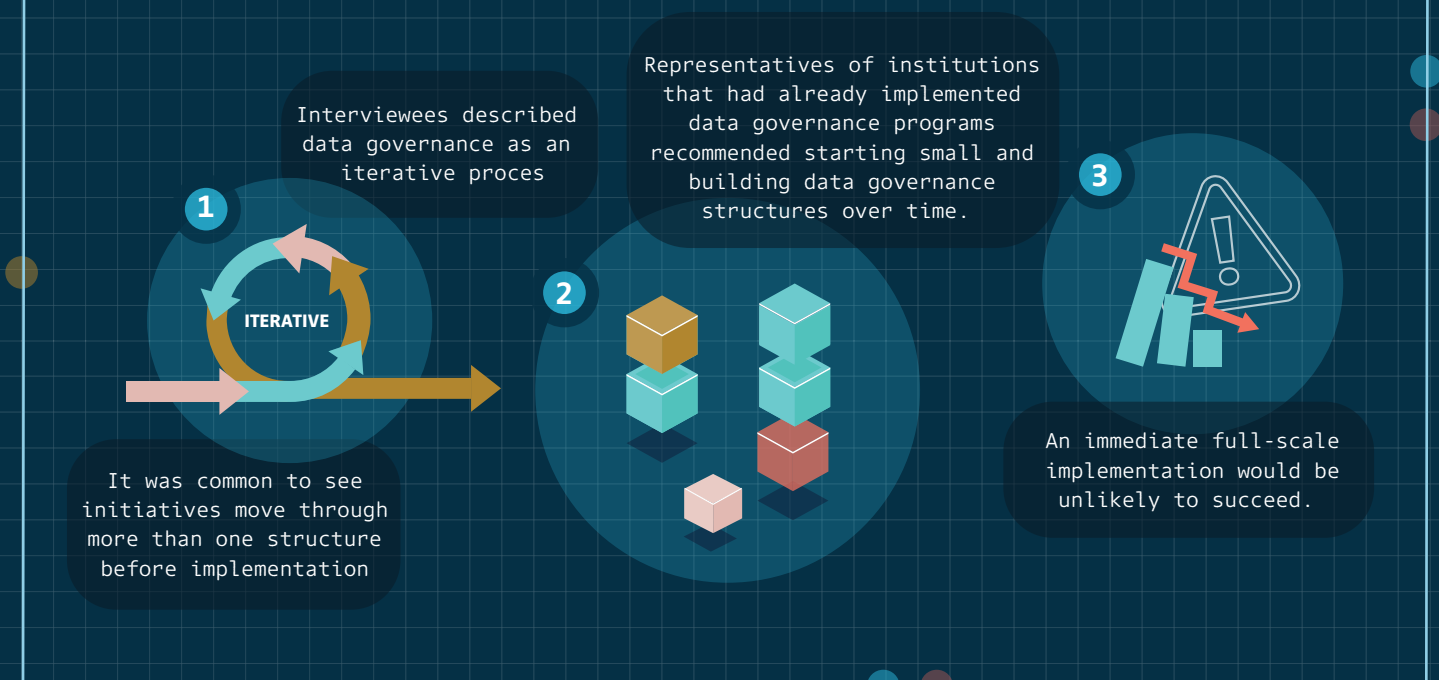 1
Interviewees described
data governance as an
iterative proces
ITERATIVE
It was common to see
initiatives move through
more than one structure
before implementation
2
Representatives of institutions
that had already implemented
data governance programs
recommended starting small and
building data governance
structures over time.
3
An immediate full-scale
implementation would be
unlikely to succeed.